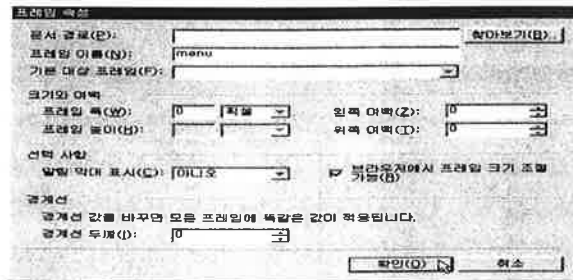 프레임 속성
문서 경로(P): 찾아보기(B)...
프레임 이름(N): menu
기본 대상 프레임(F):
크기와 여백
프레임 폭(W): 0 픽셀 왼쪽 여백(Z): 0
프레임 높이(H): 위쪽 여백(T): 0
선택 사항
알림 막대 표시(C): 아니오 브라우저에서 프레임 크기 조절 가능(R)
경계선
경계선 값를 바꾸면 모든 프레임에 똑같은 값이 적용됩니다.
경계선 두께(I): 0
확인(O) 취소